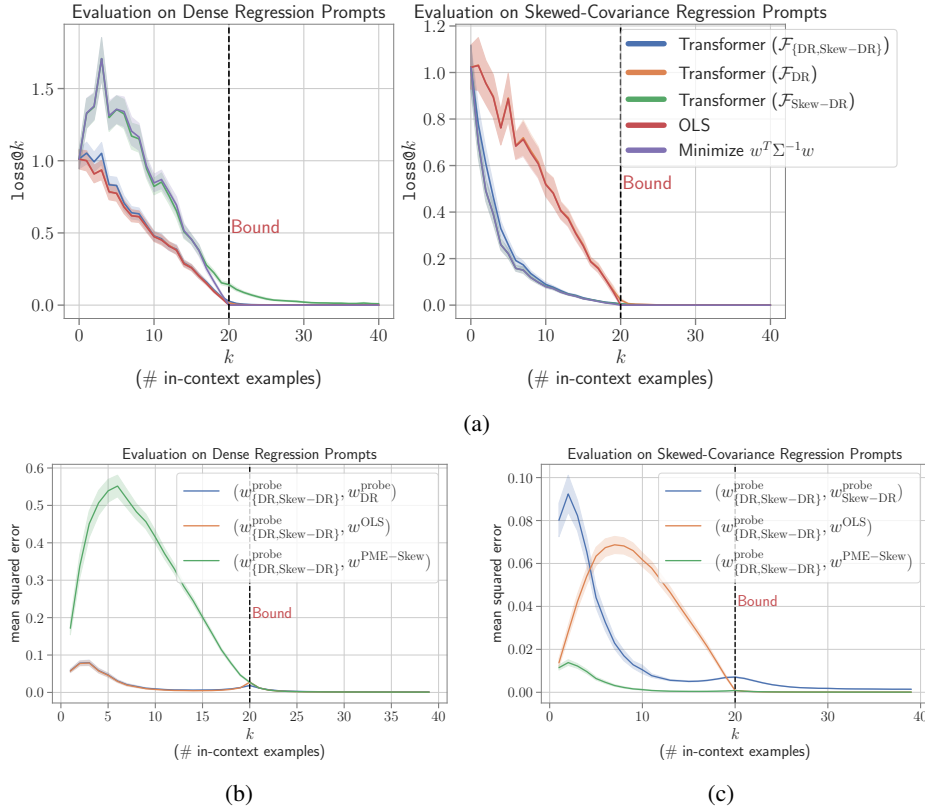 Evaluation on Dense Regression Prompts
loss@k
1.5
1.0
0.5
0.0
Bound
0
10
20
30
40
k
(# in-context examples)
Evaluation on Skewed-Covariance Regression Prompts
loss@k
1.2
1.0
0.8
0.6
0.4
0.2
0.0
Transformer (𝓕_{DR,Skew−DR})
Transformer (𝓕_DR)
Transformer (𝓕_Skew−DR)
OLS
Minimize w^T Σ^{-1} w
Bound
0
10
20
30
40
k
(# in-context examples)
(a)
Evaluation on Dense Regression Prompts
mean squared error
0.6
0.5
0.4
0.3
0.2
0.1
0.0
(w^probe_{DR,Skew−DR}, w^probe_DR)
(w^probe_{DR,Skew−DR}, w^OLS)
(w^probe_{DR,Skew−DR}, w^PME−Skew)
Bound
0
5
10
15
20
25
30
35
40
k
(# in-context examples)
(b)
Evaluation on Skewed-Covariance Regression Prompts
mean squared error
0.10
0.08
0.06
0.04
0.02
0.00
(w^probe_{DR,Skew−DR}, w^probe_Skew−DR)
(w^probe_{DR,Skew−DR}, w^OLS)
(w^probe_{DR,Skew−DR}, w^PME−Skew)
Bound
0
10
20
30
40
k
(# in-context examples)
(c)